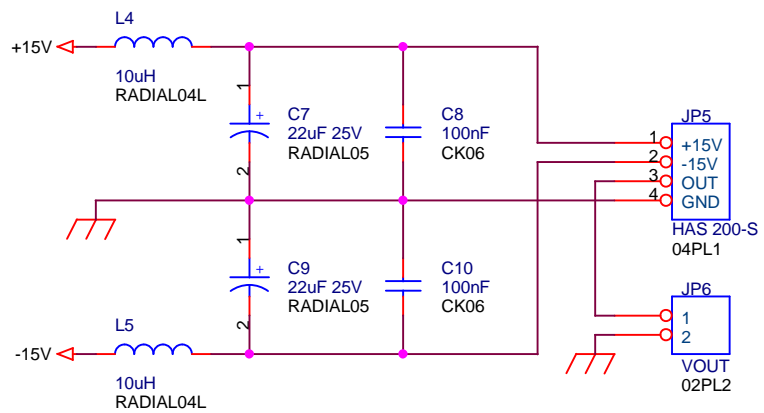 L4
+15V
10uH
RADIAL04L
1
+
2
C7
22uF 25V
RADIAL05
C8
100nF
CK06
JP5
1
+15V
2
-15V
3
OUT
4
GND
HAS 200-S
04PL1
1
+
2
C9
22uF 25V
RADIAL05
C10
100nF
CK06
JP6
1
2
VOUT
02PL2
L5
-15V
10uH
RADIAL04L